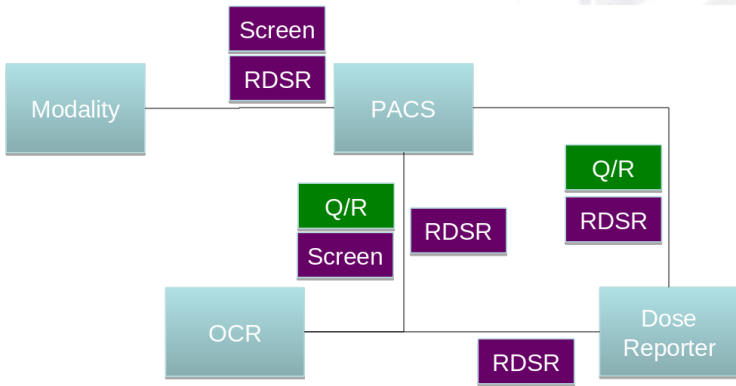 Screen
RDSR
Modality
PACS
Q/R
RDSR
Q/R
Screen
RDSR
OCR
Dose
Reporter
RDSR